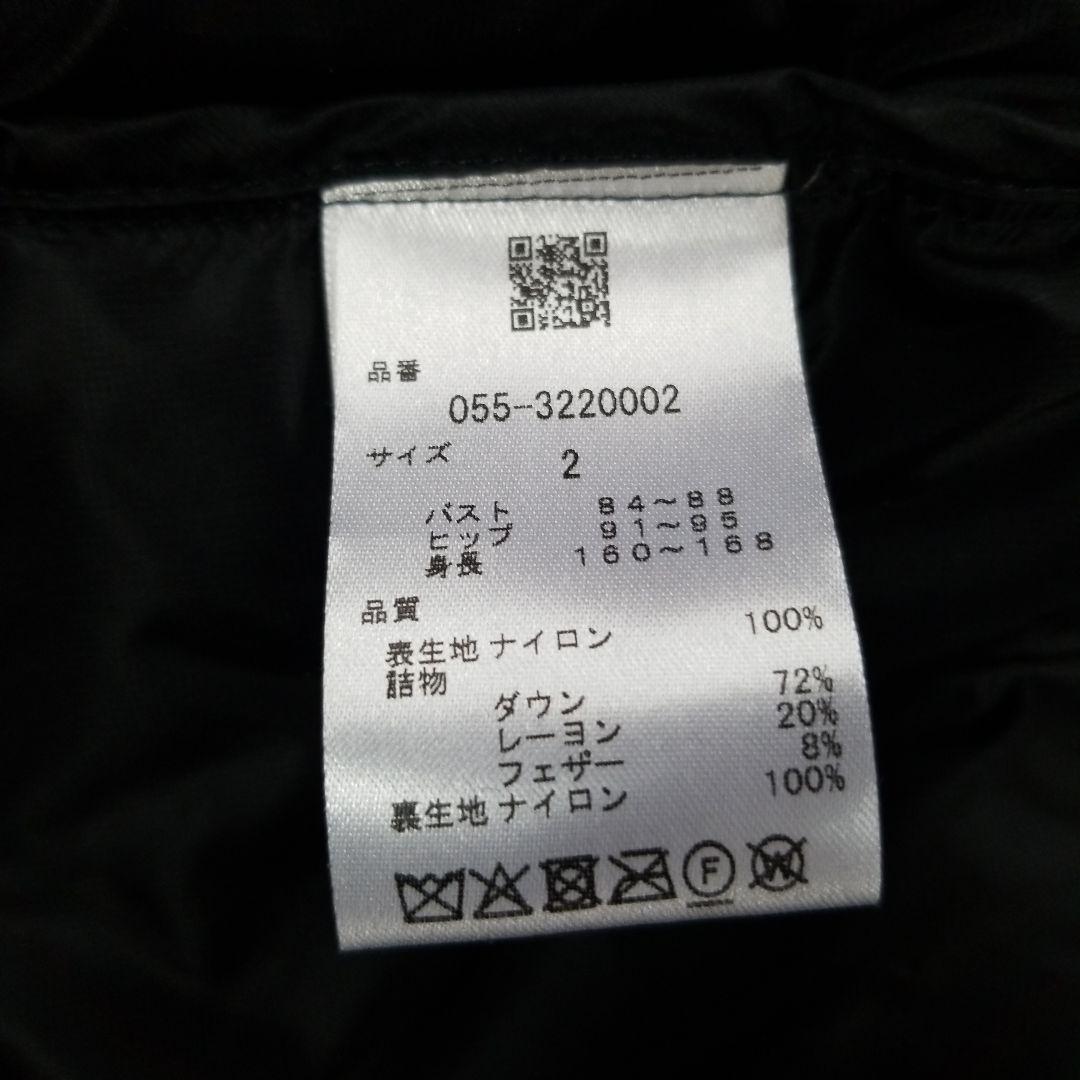 品番
055-3220002
サイズ 2
バスト 84～88
ヒップ 91～95
身長 160～168
品質
表生地 ナイロン 100%
詰物
ダウン 72%
レーヨン 20%
フェザー 8%
裏生地 ナイロン 100%
F W